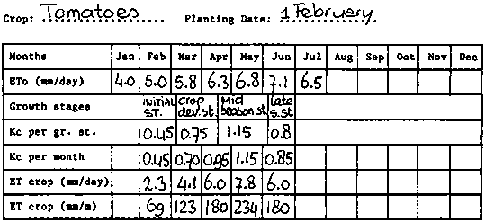 Crop: Tomatoes Planting Date: 1 February
Months Jan Feb Mar Apr May Jun Jul Aug Sep Oct Nov Dec
ETo (mm/day) 4.0 5.0 5.8 6.3 6.8 7.1 6.5
Growth stages initial st. crop dev. st. Mid season st. late s. st
Kc per gr. st. 0.45 0.75 1.15 0.8
Kc per month 0.45 0.70 0.95 1.15 0.85
ET crop (mm/day) 2.3 4.1 6.0 7.8 6.0
ET crop (mm/m) 69 123 180 234 180